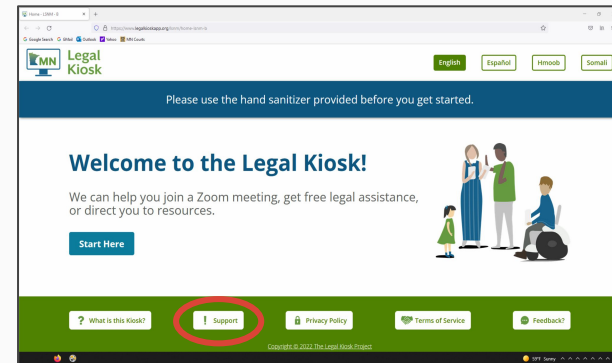 Home - LSNM - B
https://www.legalkioskapp.org
Google Search Gmail Outlook Yahoo MN Courts
MN
Legal
Kiosk
English Español Hmoob Somali
Please use the hand sanitizer provided before you get started.
Welcome to the Legal Kiosk!
We can help you join a Zoom meeting, get free legal assistance,
or direct you to resources.
Start Here
? What is this Kiosk? ! Support Privacy Policy Terms of Service Feedback?
Copyright © 2022 The Legal Kiosk Project
59°F Sunny